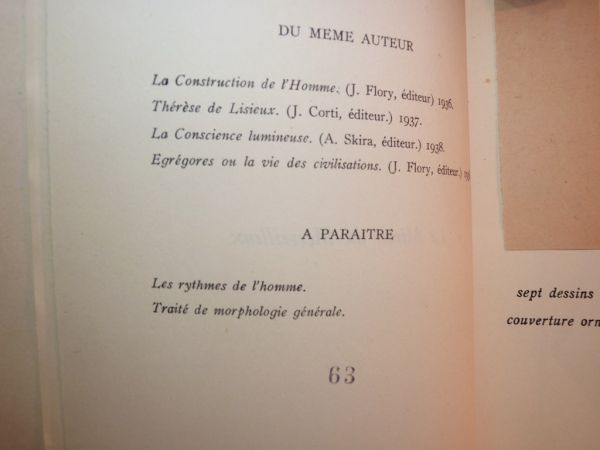 DU MEME AUTEUR
La Construction de l'Homme. (J. Flory, éditeur) 1936.
Thérèse de Lisieux. (J. Corti, éditeur.) 1937.
La Conscience lumineuse. (A. Skira, éditeur.) 1938.
Egrégores ou la vie des civilisations. (J. Flory, éditeur.)
A PARAITRE
Les rythmes de l'homme.
Traité de morphologie générale.
63
sept dessins
couverture orn